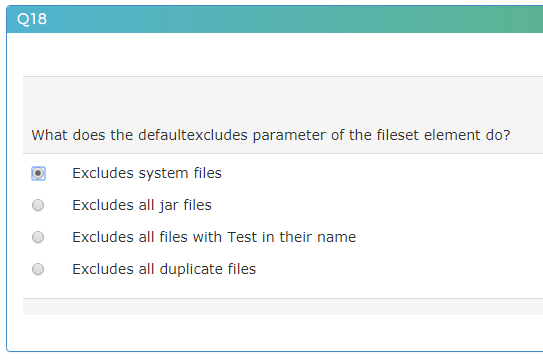 Q18
What does the defaultexcludes parameter of the fileset element do?
Excludes system files
Excludes all jar files
Excludes all files with Test in their name
Excludes all duplicate files